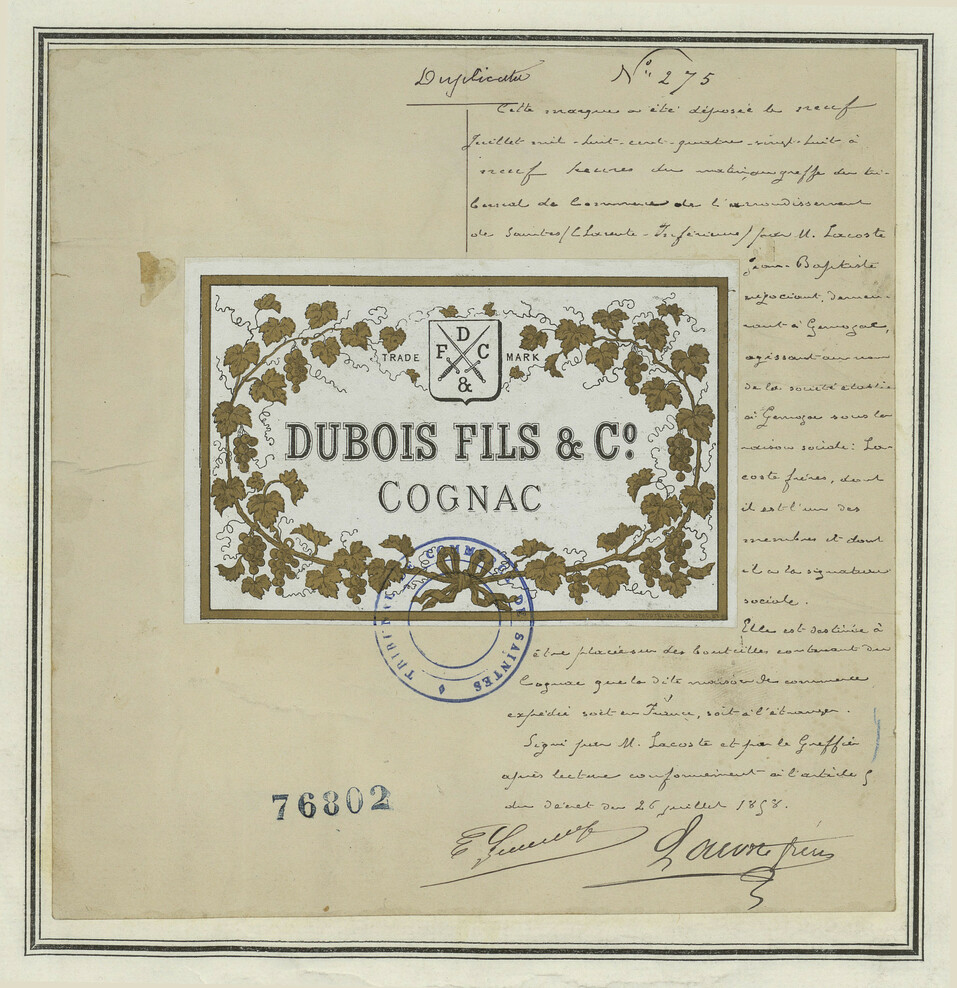 Duplicata
N° 275
Cette marque a été déposée le neuf
Juillet mil-huit-cent-quatre-vingt-huit à
neuf heures du matin, au greffe du tri-
bunal de Commerce de l'arrondissement
de Saintes (Charente-Inférieure) par M. Lacoste
Jean-Baptiste
négociant, demeu-
rant à Gemozac,
agissant au nom
de la société établie
à Gemozac sous la
raison sociale: La-
coste frères, dont
il est l'un des
membres et dont
il a la signature
sociale.
Elle est destinée à
être placée sur des bouteilles contenant du
Cognac que la dite maison de commerce
expédie soit en France, soit à l'étranger.
Signé par M. Lacoste et par le Greffier
après lecture conformément à l'article 5
du décret du 26 juillet 1858.
Lacoste frères
TRADE MARK
D
F C
&
DUBOIS FILS & Cº.
COGNAC
TRIBUNAL DE COMMERCE DE SAINTES
76802